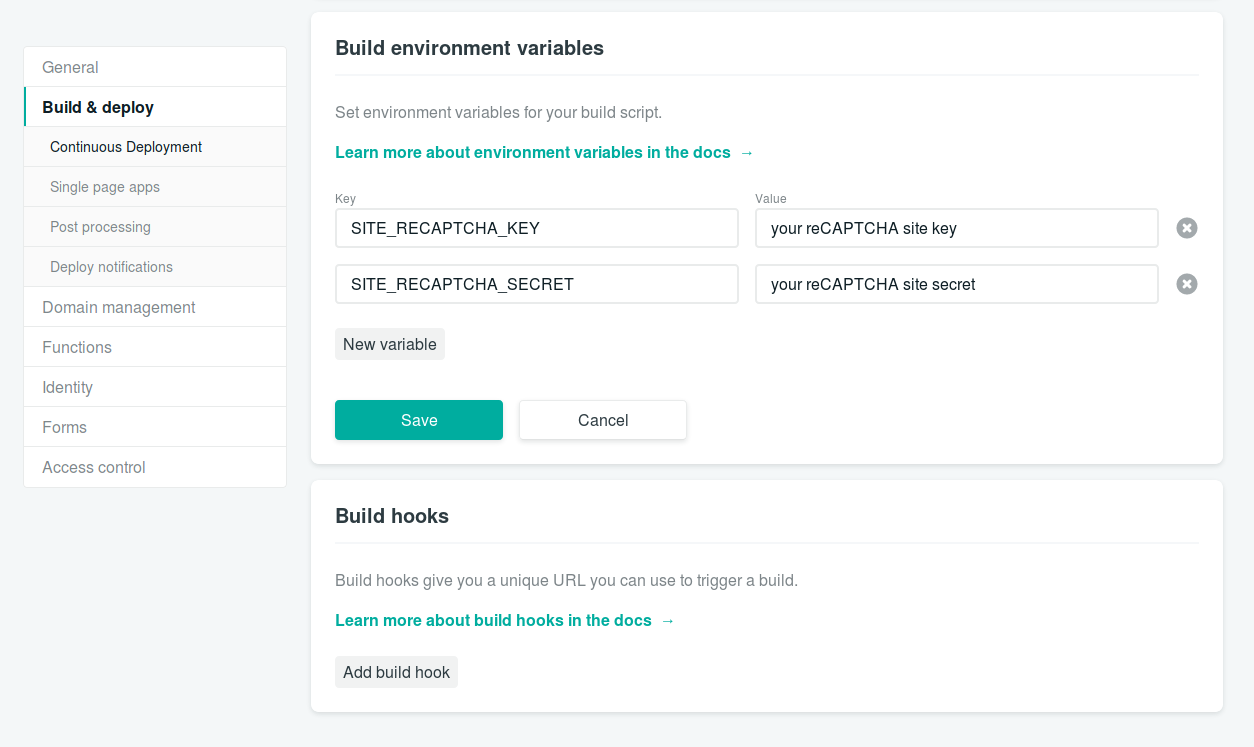 General
Build & deploy
Continuous Deployment
Single page apps
Post processing
Deploy notifications
Domain management
Functions
Identity
Forms
Access control
Build environment variables
Set environment variables for your build script.
Learn more about environment variables in the docs →
Key Value
SITE_RECAPTCHA_KEY your reCAPTCHA site key
SITE_RECAPTCHA_SECRET your reCAPTCHA site secret
New variable
Save Cancel
Build hooks
Build hooks give you a unique URL you can use to trigger a build.
Learn more about build hooks in the docs →
Add build hook